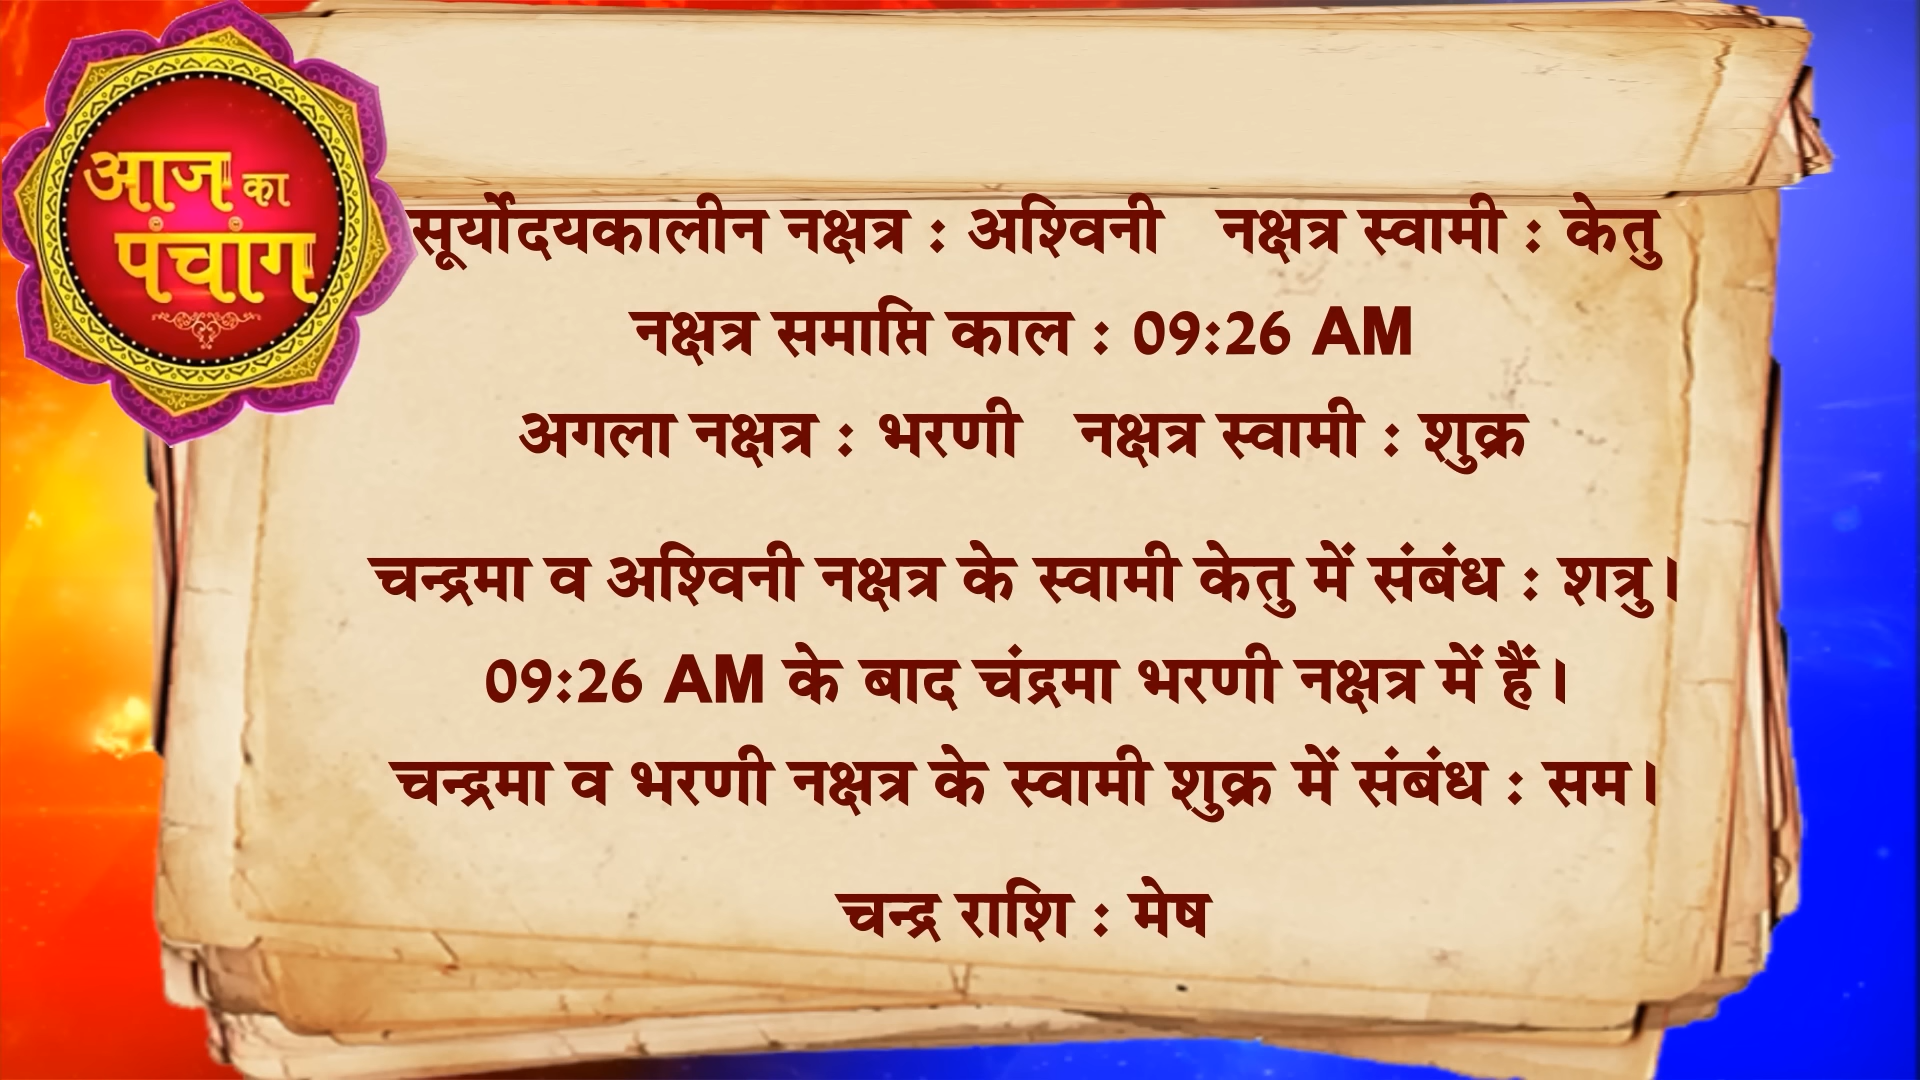 आज का
पंचांग
सूर्योदयकालीन नक्षत्र : अश्विनी नक्षत्र स्वामी : केतु
नक्षत्र समाप्ति काल : 09:26 AM
अगला नक्षत्र : भरणी नक्षत्र स्वामी : शुक्र
चन्द्रमा व अश्विनी नक्षत्र के स्वामी केतु में संबंध : शत्रु।
09:26 AM के बाद चंद्रमा भरणी नक्षत्र में हैं।
चन्द्रमा व भरणी नक्षत्र के स्वामी शुक्र में संबंध : सम।
चन्द्र राशि : मेष